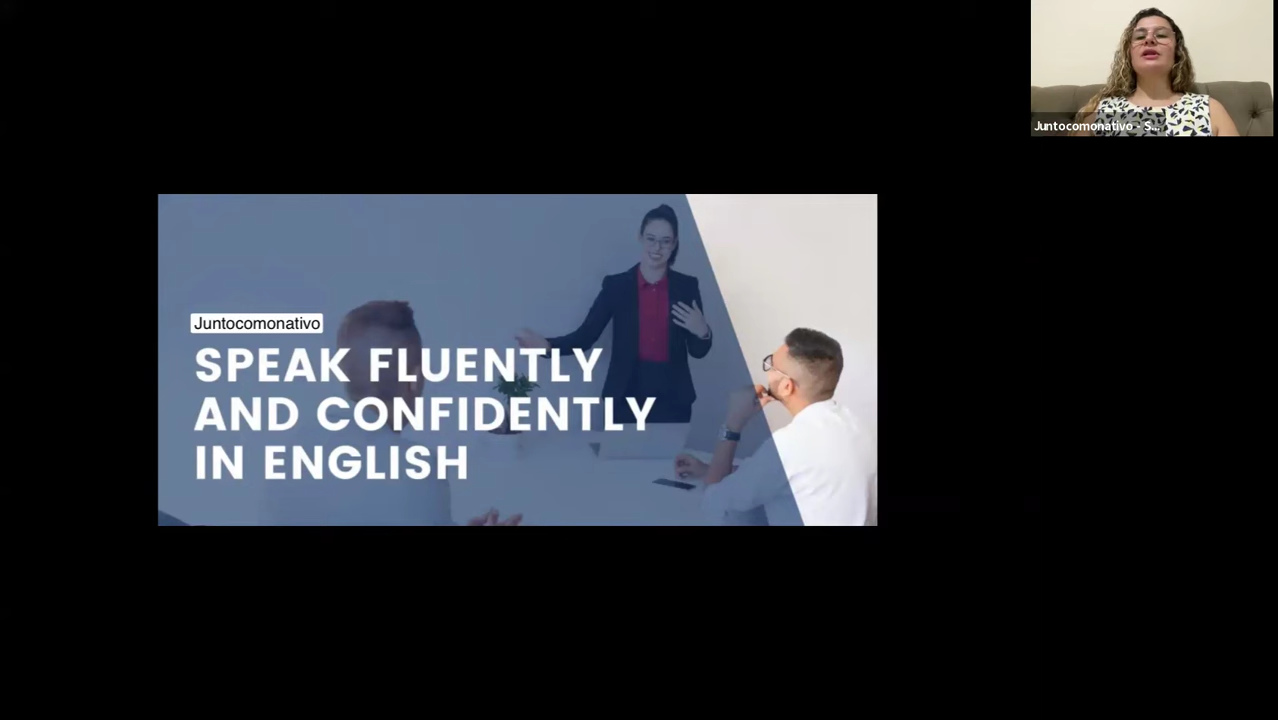 Juntocomonativo - S...
Juntocomonativo
SPEAK FLUENTLY
AND CONFIDENTLY
IN ENGLISH